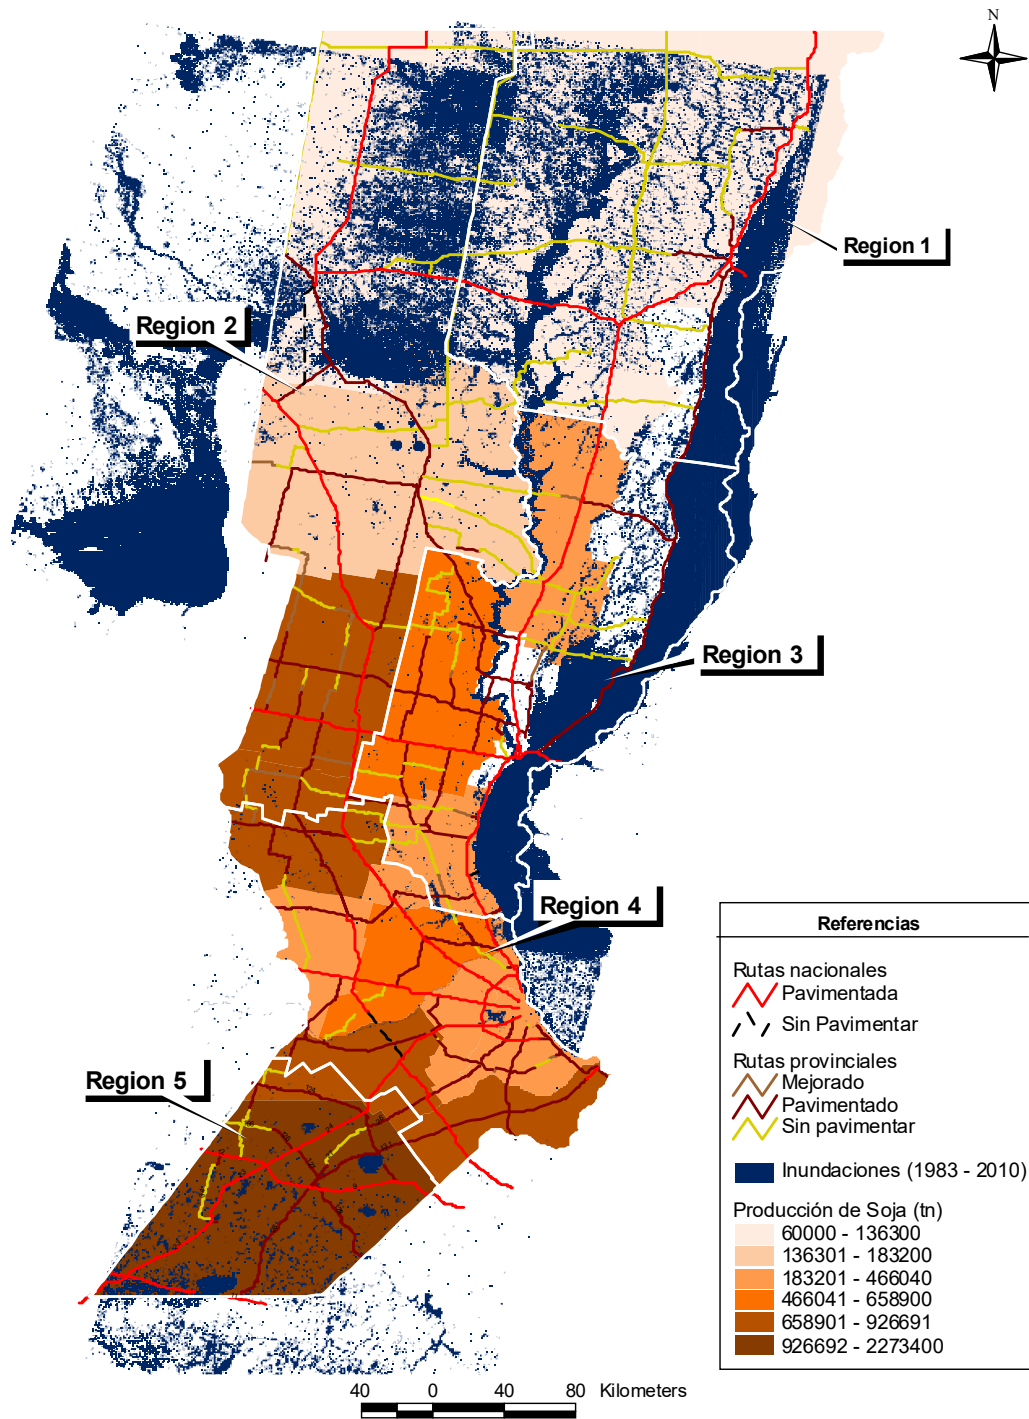 N
Region 1
Region 2
Region 3
Region 4
Region 5
Referencias
Rutas nacionales
Pavimentada
Sin Pavimentar
Rutas provinciales
Mejorado
Pavimentado
Sin pavimentar
Inundaciones (1983 - 2010)
Producción de Soja (tn)
60000 - 136300
136301 - 183200
183201 - 466040
466041 - 658900
658901 - 926691
926692 - 2273400
40 0 40 80 Kilometers